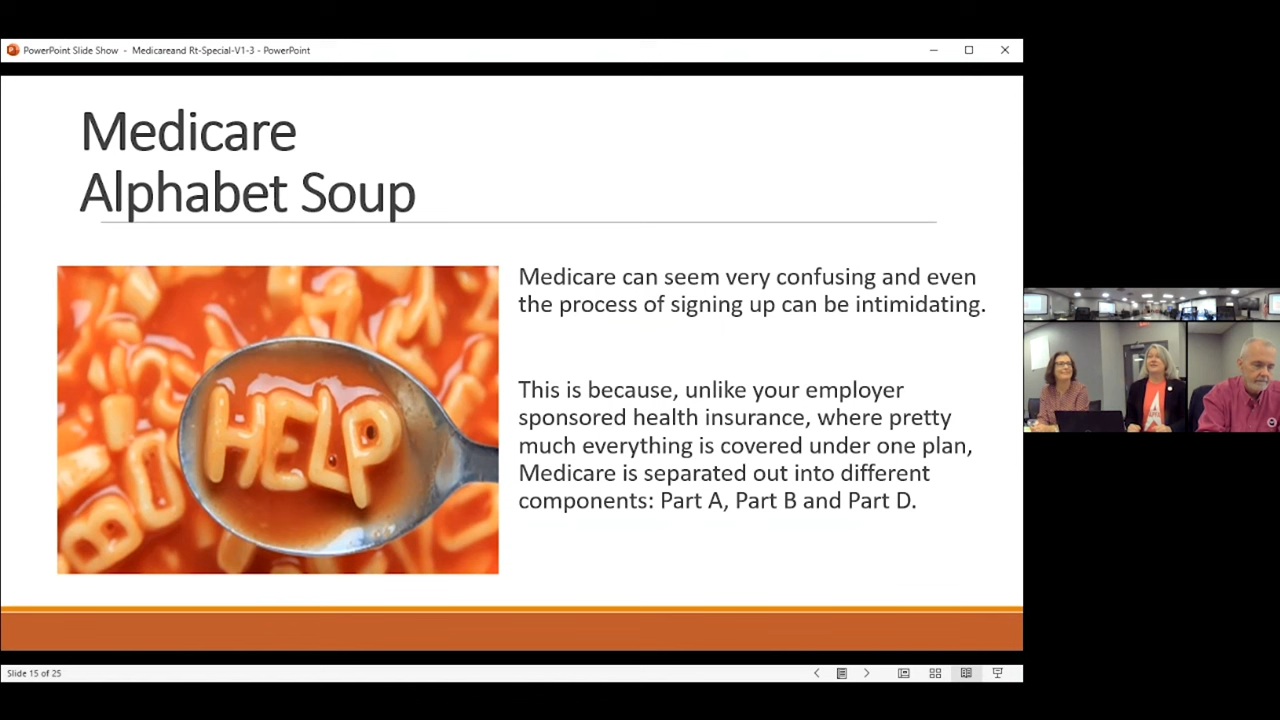 PowerPoint Slide Show - Medicareand Rt-Special-V1-3 - PowerPoint
Medicare
Alphabet Soup
HELP
Medicare can seem very confusing and even
the process of signing up can be intimidating.
This is because, unlike your employer
sponsored health insurance, where pretty
much everything is covered under one plan,
Medicare is separated out into different
components: Part A, Part B and Part D.
Slide 15 of 25